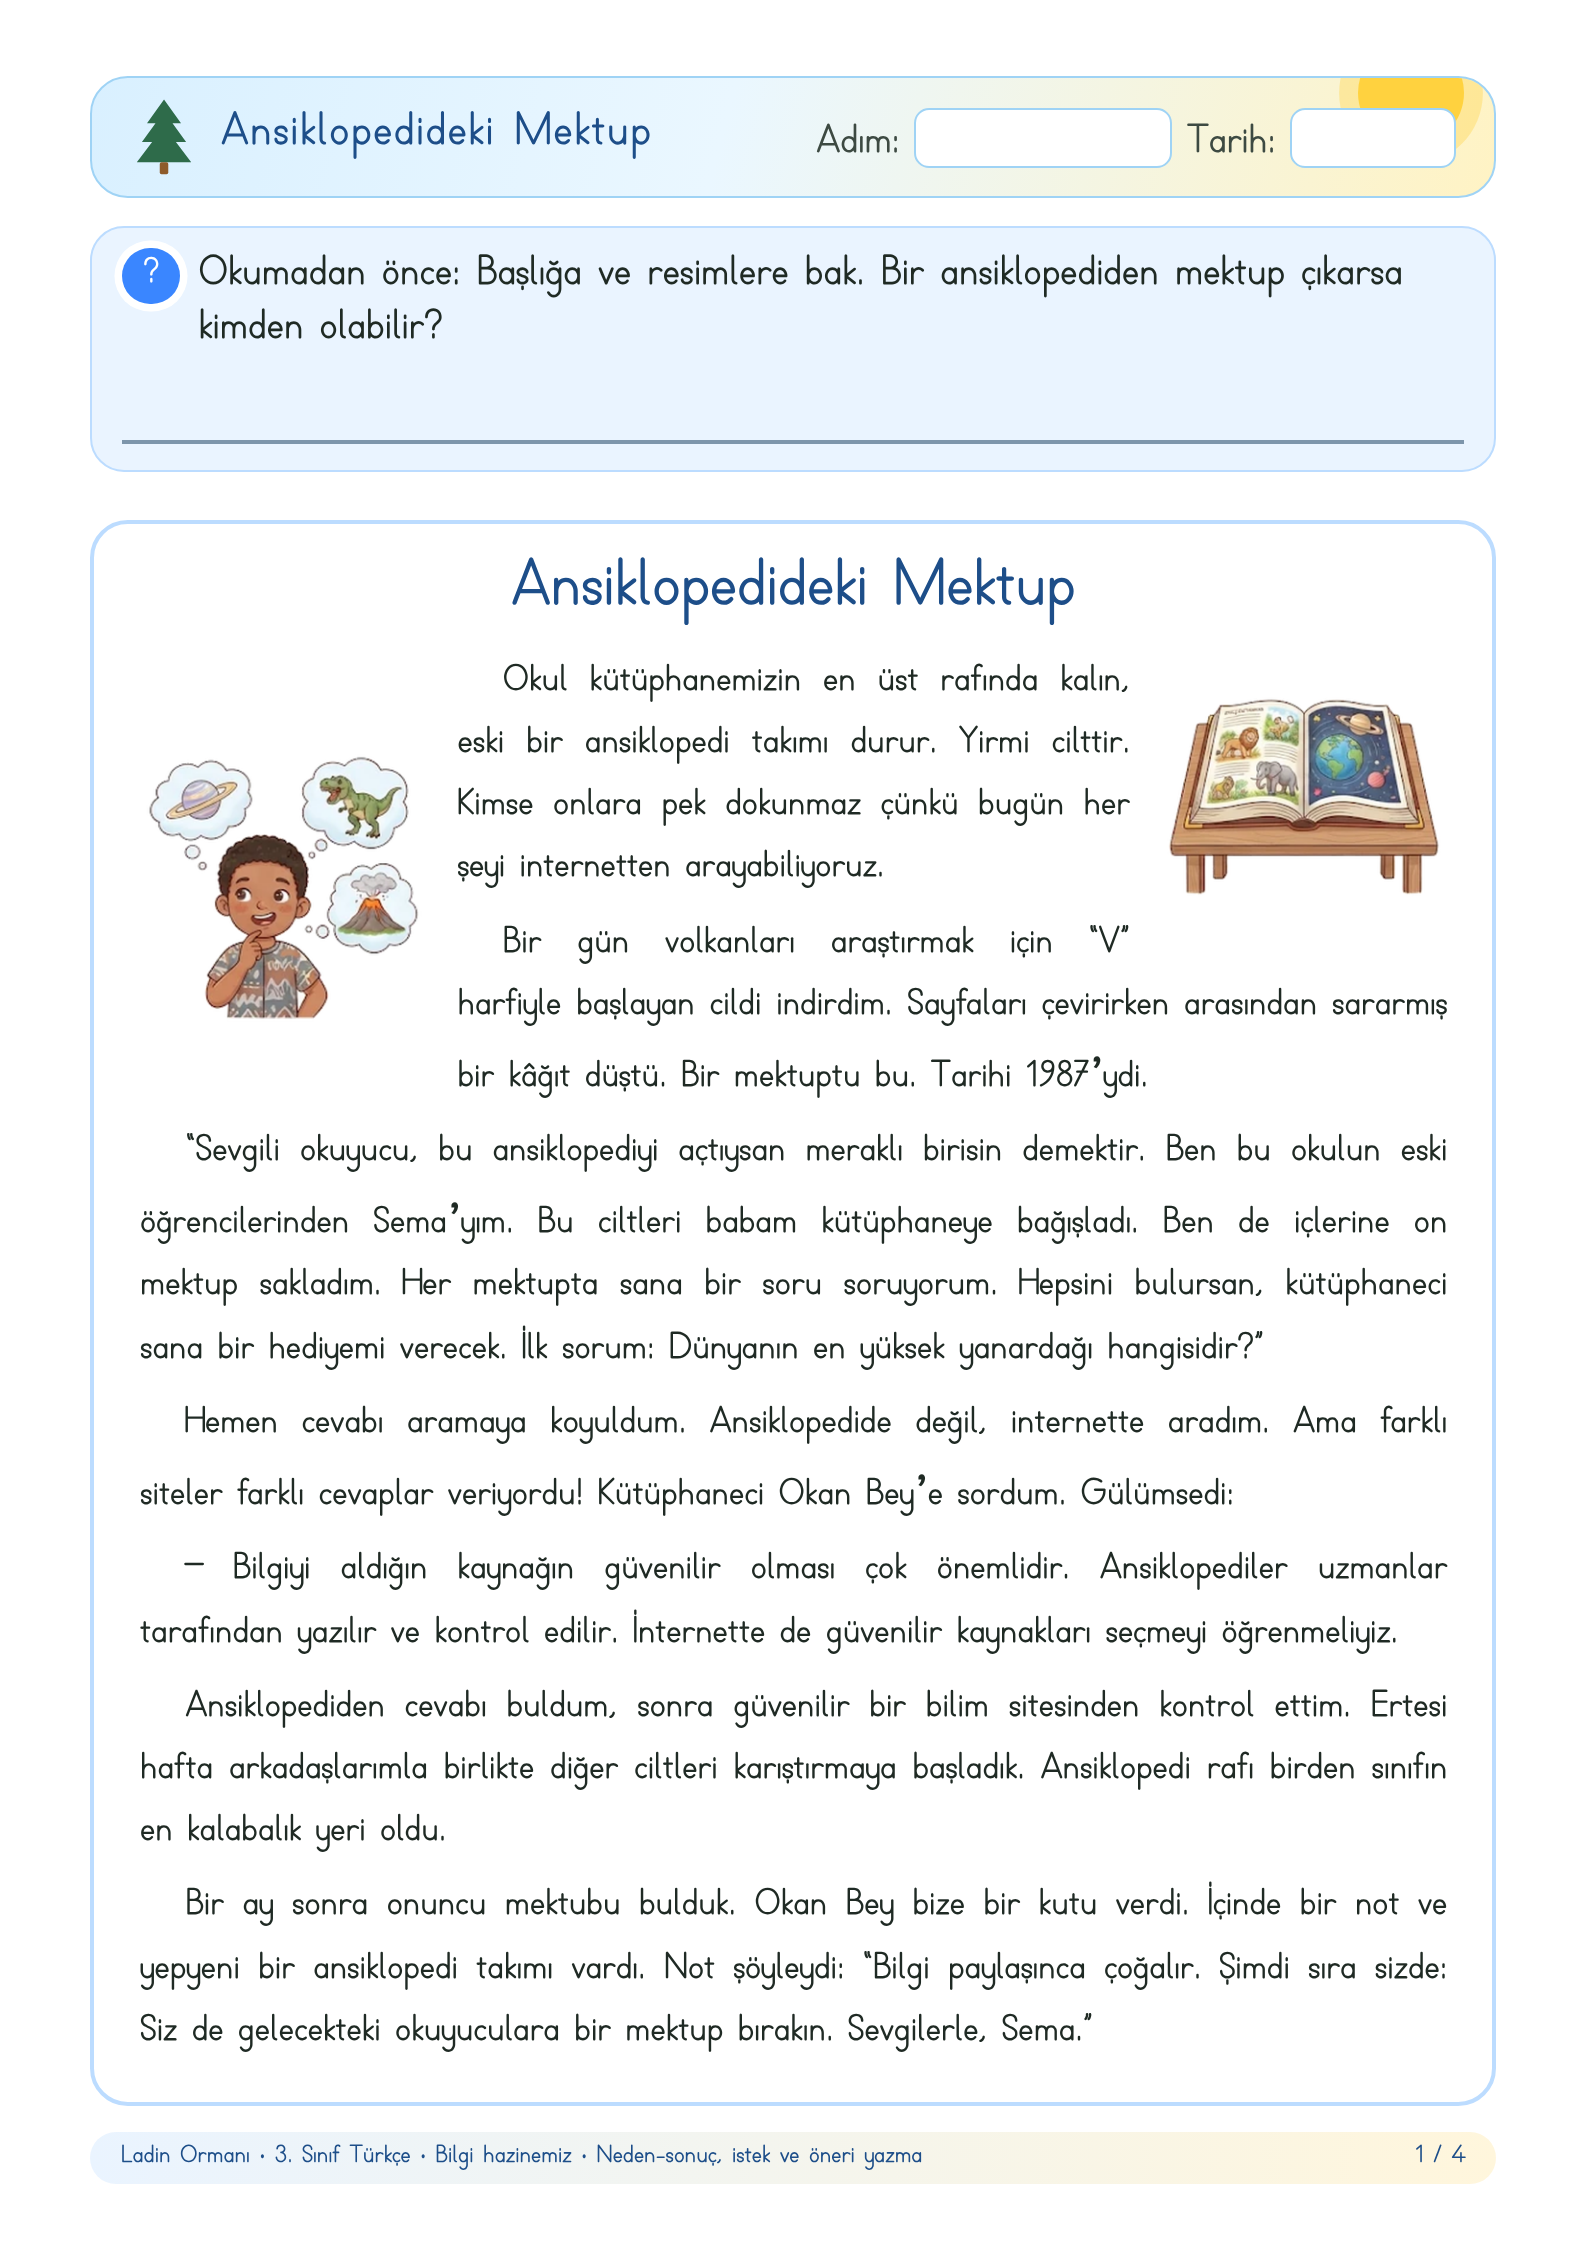 Ansiklopedideki Mektup
Adım:
Tarih:
?
Okumadan önce: Başlığa ve resimlere bak. Bir ansiklopediden mektup çıkarsa
kimden olabilir?
Ansiklopedideki Mektup
Okul kütüphanemizin en üst rafında kalın,
eski bir ansiklopedi takımı durur. Yirmi cilttir.
Kimse onlara pek dokunmaz çünkü bugün her
şeyi internetten arayabiliyoruz.
Bir gün volkanları araştırmak için “V”
harfiyle başlayan cildi indirdim. Sayfaları çevirirken arasından sararmış
bir kâğıt düştü. Bir mektuptu bu. Tarihi 1987’ydi.
“Sevgili okuyucu, bu ansiklopediyi açtıysan meraklı birisin demektir. Ben bu okulun eski
öğrencilerinden Sema’yım. Bu ciltleri babam kütüphaneye bağışladı. Ben de içlerine on
mektup sakladım. Her mektupta sana bir soru soruyorum. Hepsini bulursan, kütüphaneci
sana bir hediyemi verecek. İlk sorum: Dünyanın en yüksek yanardağı hangisidir?”
Hemen cevabı aramaya koyuldum. Ansiklopedide değil, internette aradım. Ama farklı
siteler farklı cevaplar veriyordu! Kütüphaneci Okan Bey’e sordum. Gülümsedi:
– Bilgiyi aldığın kaynağın güvenilir olması çok önemlidir. Ansiklopediler uzmanlar
tarafından yazılır ve kontrol edilir. İnternette de güvenilir kaynakları seçmeyi öğrenmeliyiz.
Ansiklopediden cevabı buldum, sonra güvenilir bir bilim sitesinden kontrol ettim. Ertesi
hafta arkadaşlarımla birlikte diğer ciltleri karıştırmaya başladık. Ansiklopedi rafı birden sınıfın
en kalabalık yeri oldu.
Bir ay sonra onuncu mektubu bulduk. Okan Bey bize bir kutu verdi. İçinde bir not ve
yepyeni bir ansiklopedi takımı vardı. Not şöyleydi: “Bilgi paylaşınca çoğalır. Şimdi sıra sizde:
Siz de gelecekteki okuyuculara bir mektup bırakın. Sevgilerle, Sema.”
Ladin Ormanı • 3. Sınıf Türkçe • Bilgi hazinemiz • Neden-sonuç, istek ve öneri yazma
1 / 4